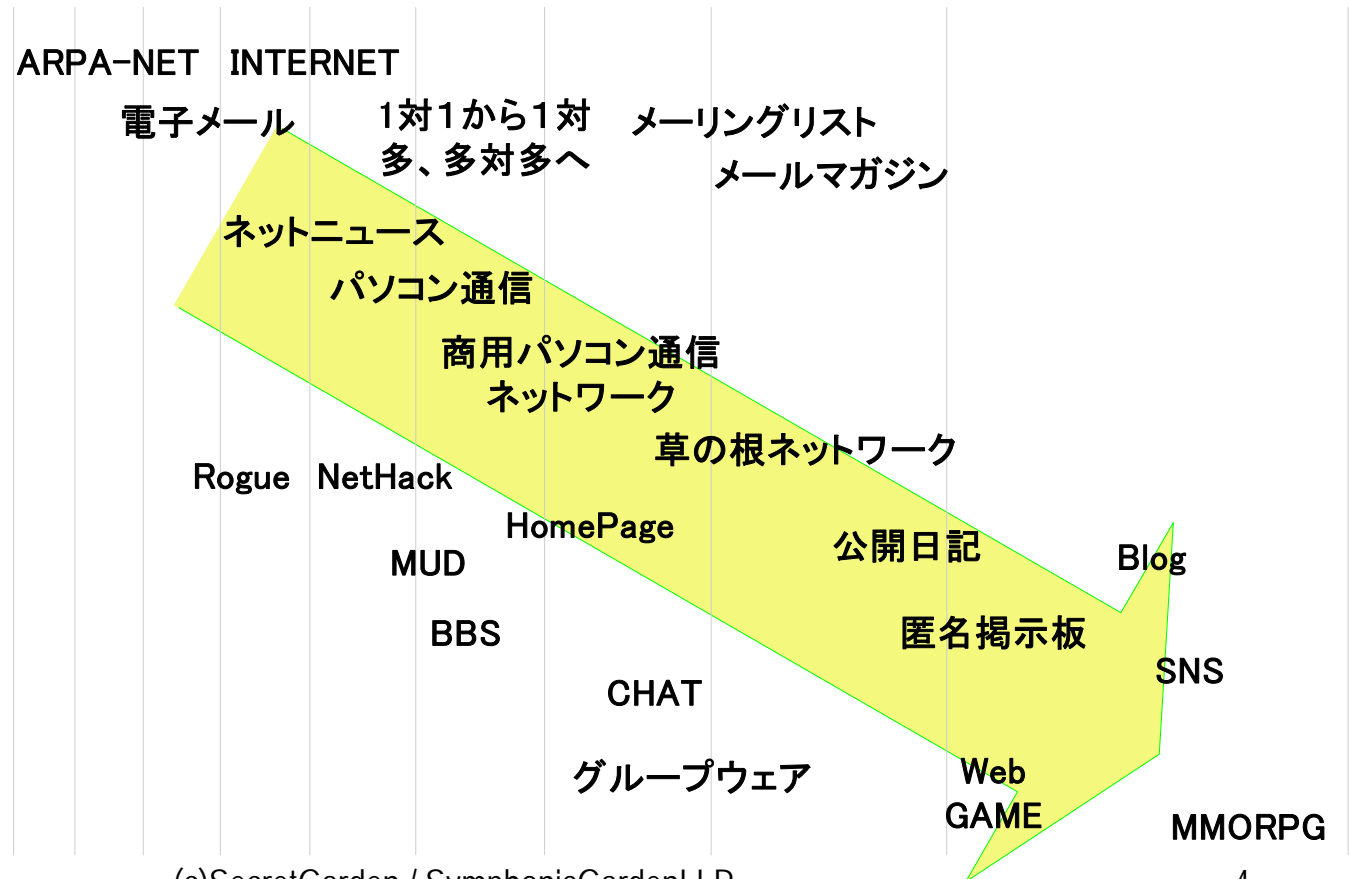 ARPA-NET INTERNET
電子メール
1対１から１対
多、多対多へ
メーリングリスト
メールマガジン
ネットニュース
パソコン通信
商用パソコン通信
ネットワーク
草の根ネットワーク
Rogue NetHack
HomePage
公開日記
Blog
MUD
BBS
匿名掲示板
SNS
CHAT
グループウェア
Web
GAME
MMORPG
(c)SecretGarden / SymphonicGardenLLP
4